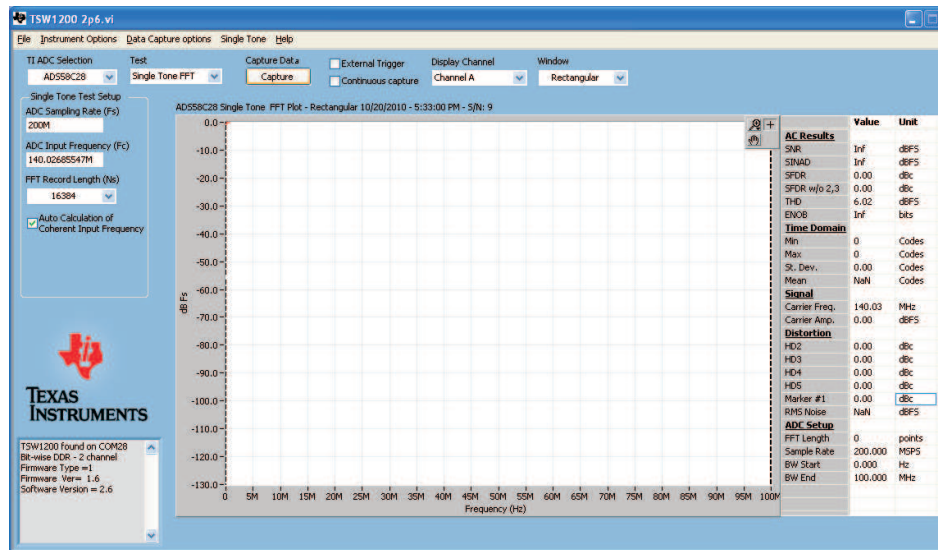 TSW1200 2p6.vi
File Instrument Options Data Capture options Single Tone Help
TI ADC Selection
ADS58C28
Test
Single Tone FFT
Capture Data
Capture
External Trigger
Continuous capture
Display Channel
Channel A
Window
Rectangular
Single Tone Test Setup
ADC Sampling Rate (Fs)
200M
ADC Input Frequency (Fc)
140.02685547M
FFT Record Length (Ns)
16384
Auto Calculation of
Coherent Input Frequency
TEXAS
INSTRUMENTS
TSW1200 found on COM28
Bit-wise DDR - 2 channel
Firmware Type =1
Firmware Ver= 1.6
Software Version = 2.6
ADS58C28 Single Tone FFT Plot - Rectangular 10/20/2010 - 5:33:00 PM - S/N: 9
dB Fs
0.0
-10.0
-20.0
-30.0
-40.0
-50.0
-60.0
-70.0
-80.0
-90.0
-100.0
-110.0
-120.0
-130.0
0 5M 10M 15M 20M 25M 30M 35M 40M 45M 50M 55M 60M 65M 70M 75M 80M 85M 90M 95M 100M
Frequency (Hz)
Value Unit
AC Results
SNR Inf dBFS
SINAD Inf dBFS
SFDR 0.00 dBc
SFDR w/o 2,3 0.00 dBc
THD 6.02 dBFS
ENOB Inf bits
Time Domain
Min 0 Codes
Max 0 Codes
St. Dev. 0.00 Codes
Mean NaN Codes
Signal
Carrier Freq. 140.03 MHz
Carrier Amp. 0.00 dBFS
Distortion
HD2 0.00 dBc
HD3 0.00 dBc
HD4 0.00 dBc
HD5 0.00 dBc
Marker #1 0.00 dBc
RMS Noise NaN dBFS
ADC Setup
FFT Length 0 points
Sample Rate 200.000 MSPS
BW Start 0.000 Hz
BW End 100.000 MHz